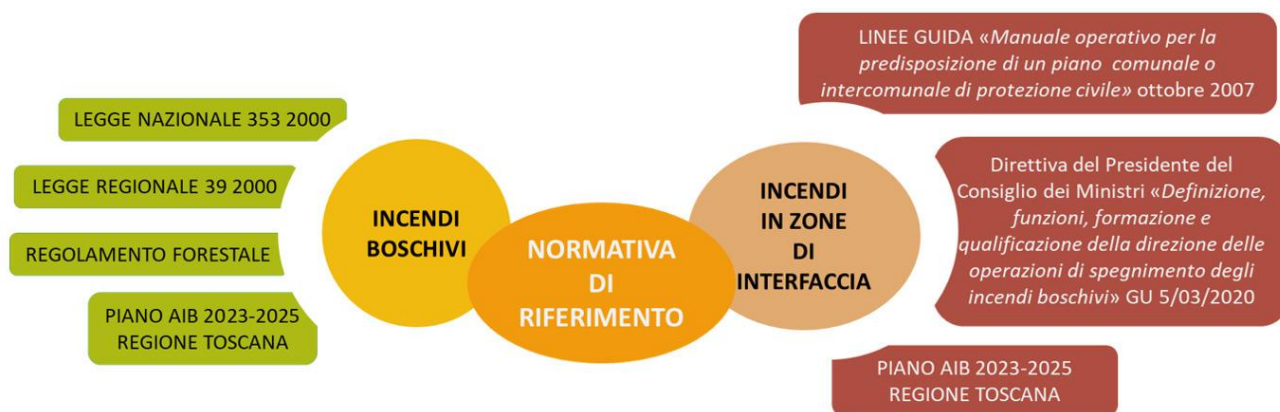 LEGGE NAZIONALE 353 2000
LEGGE REGIONALE 39 2000
REGOLAMENTO FORESTALE
PIANO AIB 2023-2025
REGIONE TOSCANA
INCENDI
BOSCHIVI
NORMATIVA
DI
RIFERIMENTO
INCENDI
IN ZONE
DI
INTERFACCIA
LINEE GUIDA «Manuale operativo per la
predisposizione di un piano comunale o
intercomunale di protezione civile» ottobre 2007
Direttiva del Presidente del
Consiglio dei Ministri «Definizione,
funzioni, formazione e
qualificazione della direzione delle
operazioni di spegnimento degli
incendi boschivi» GU 5/03/2020
PIANO AIB 2023-2025
REGIONE TOSCANA